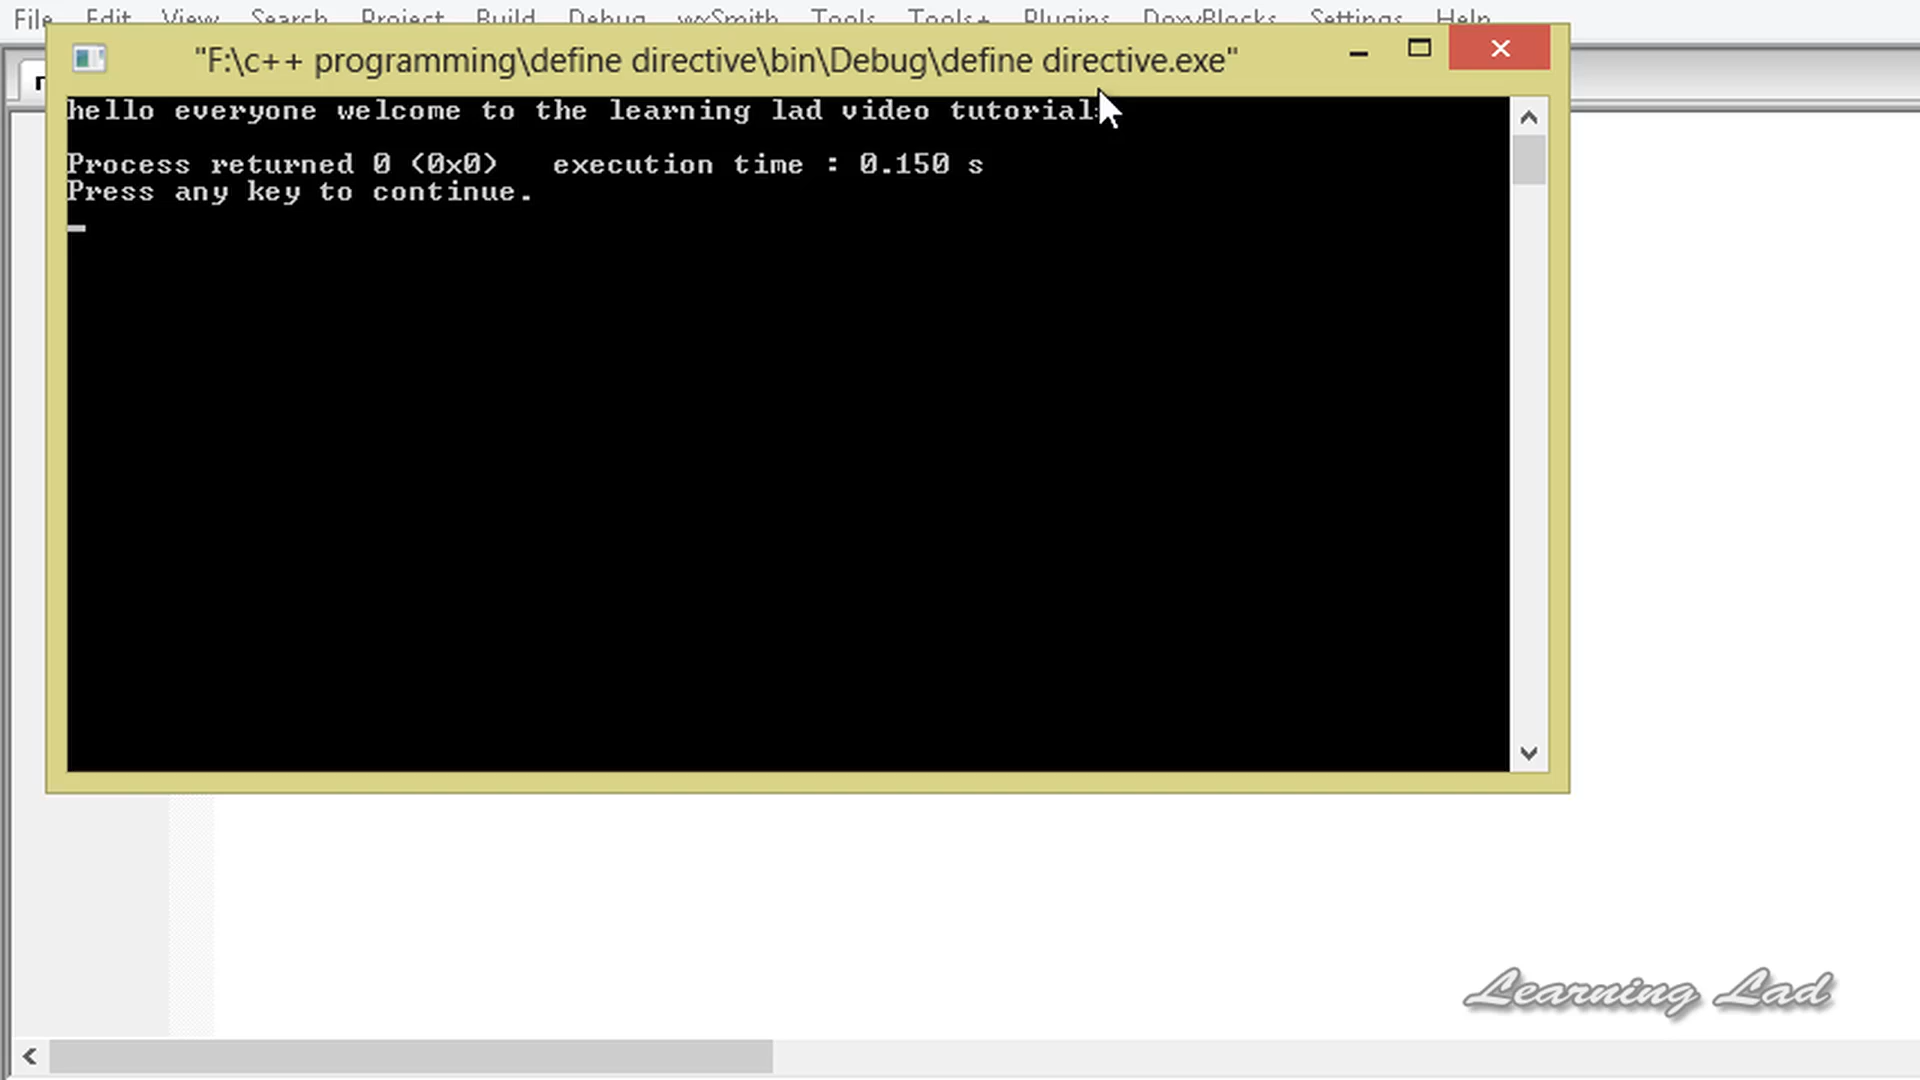 File Edit View Search Project Build Debug wxSmith Tools Tools+ Plugins DoxyBlocks Settings Help
"F:\c++ programming\define directive\bin\Debug\define directive.exe"
hello everyone welcome to the learning lad video tutorials
Process returned 0 (0x0)   execution time : 0.150 s
Press any key to continue.
Learning Lad